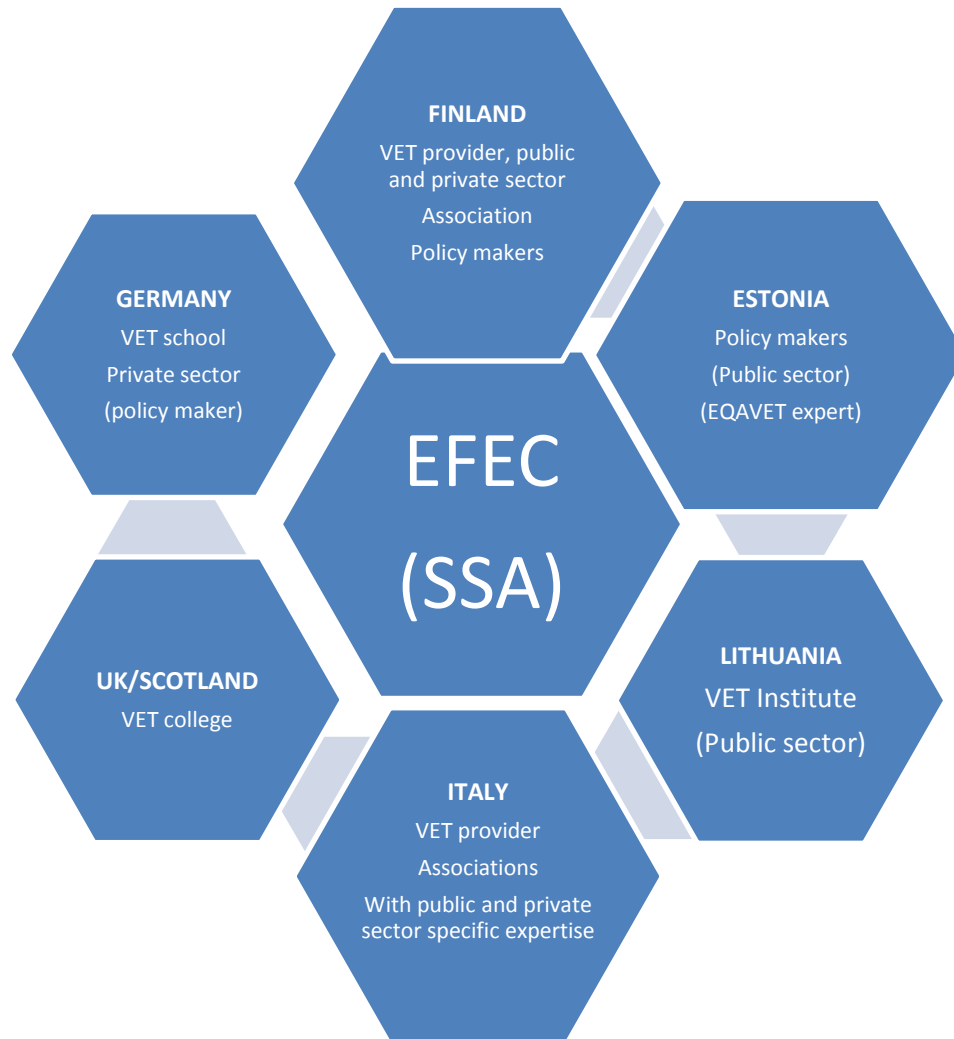 FINLAND
VET provider, public
and private sector
Association
Policy makers
GERMANY
VET school
Private sector
(policy maker)
ESTONIA
Policy makers
(Public sector)
(EQAVET expert)
EFEC
(SSA)
UK/SCOTLAND
VET college
LITHUANIA
VET Institute
(Public sector)
ITALY
VET provider
Associations
With public and private
sector specific expertise